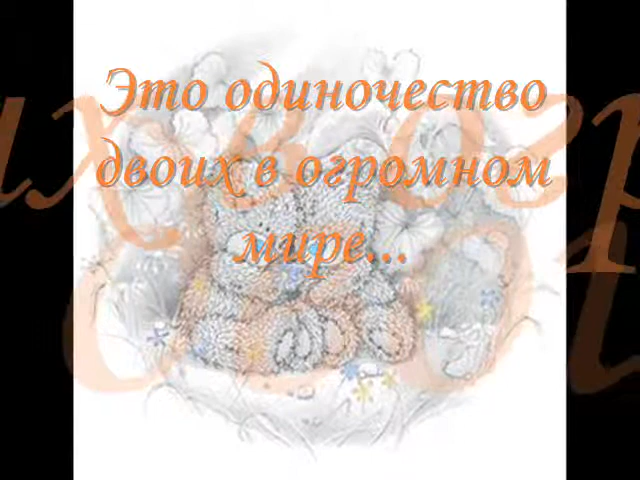 Это одиночество
двоих в огромном
мире...